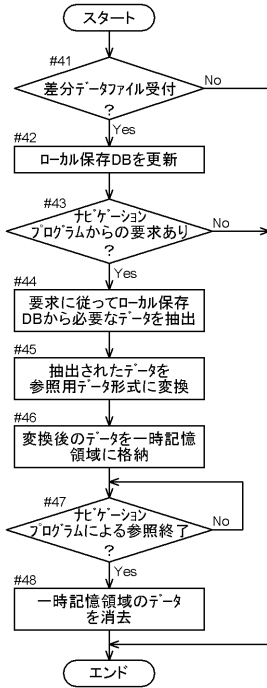 スタート
#41
差分データファイル受付
?
No
Yes
#42
ローカル保存DBを更新
#43
ナビゲーション
プログラムからの要求あり
?
No
Yes
#44
要求に従ってローカル保存
DBから必要なデータを抽出
#45
抽出されたデータを
参照用データ形式に変換
#46
変換後のデータを一時記憶
領域に格納
#47
ナビゲーション
プログラムによる参照終了
?
No
Yes
#48
一時記憶領域のデータ
を消去
エンド